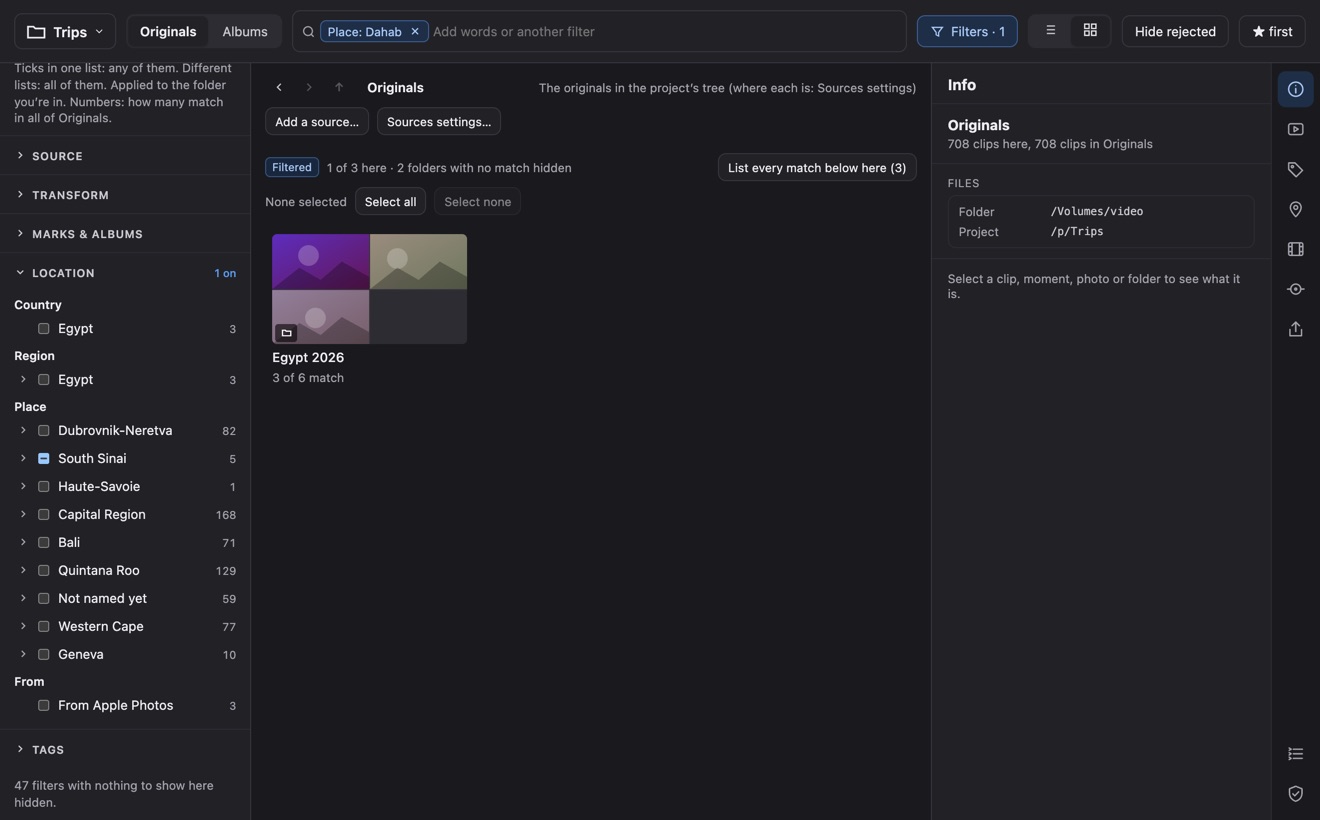 Trips
Originals
Albums
Place: Dahab
Add words or another filter
Filters · 1
Hide rejected
★ first
Ticks in one list: any of them. Different
lists: all of them. Applied to the folder
you’re in. Numbers: how many match
in all of Originals.
SOURCE
TRANSFORM
MARKS & ALBUMS
LOCATION 1 on
Country
Egypt 3
Region
Egypt 3
Place
Dubrovnik-Neretva 82
South Sinai 5
Haute-Savoie 1
Capital Region 168
Bali 71
Quintana Roo 129
Not named yet 59
Western Cape 77
Geneva 10
From
From Apple Photos 3
TAGS
47 filters with nothing to show here
hidden.
Originals
The originals in the project’s tree (where each is: Sources settings)
Add a source…
Sources settings…
Filtered
1 of 3 here · 2 folders with no match hidden
List every match below here (3)
None selected
Select all
Select none
Egypt 2026
3 of 6 match
Info
Originals
708 clips here, 708 clips in Originals
FILES
Folder /Volumes/video
Project /p/Trips
Select a clip, moment, photo or folder to see what it
is.